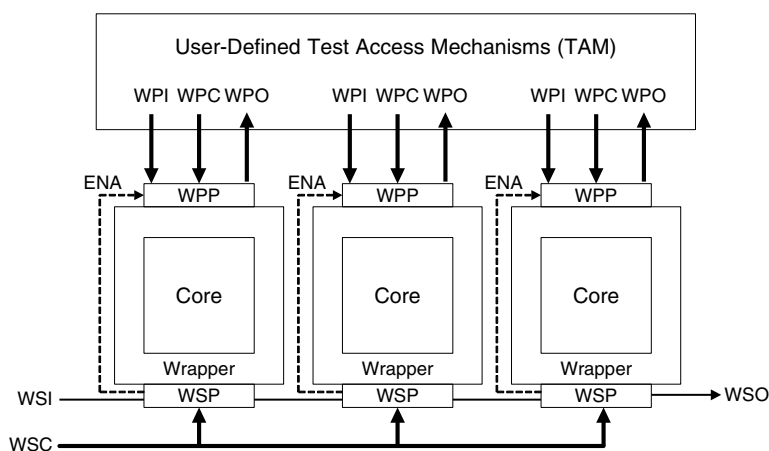 User-Defined Test Access Mechanisms (TAM)
WPI WPC WPO WPI WPC WPO WPI WPC WPO
ENA WPP ENA WPP ENA WPP
Core Core Core
Wrapper Wrapper Wrapper
WSI WSP WSP WSP WSO
WSC